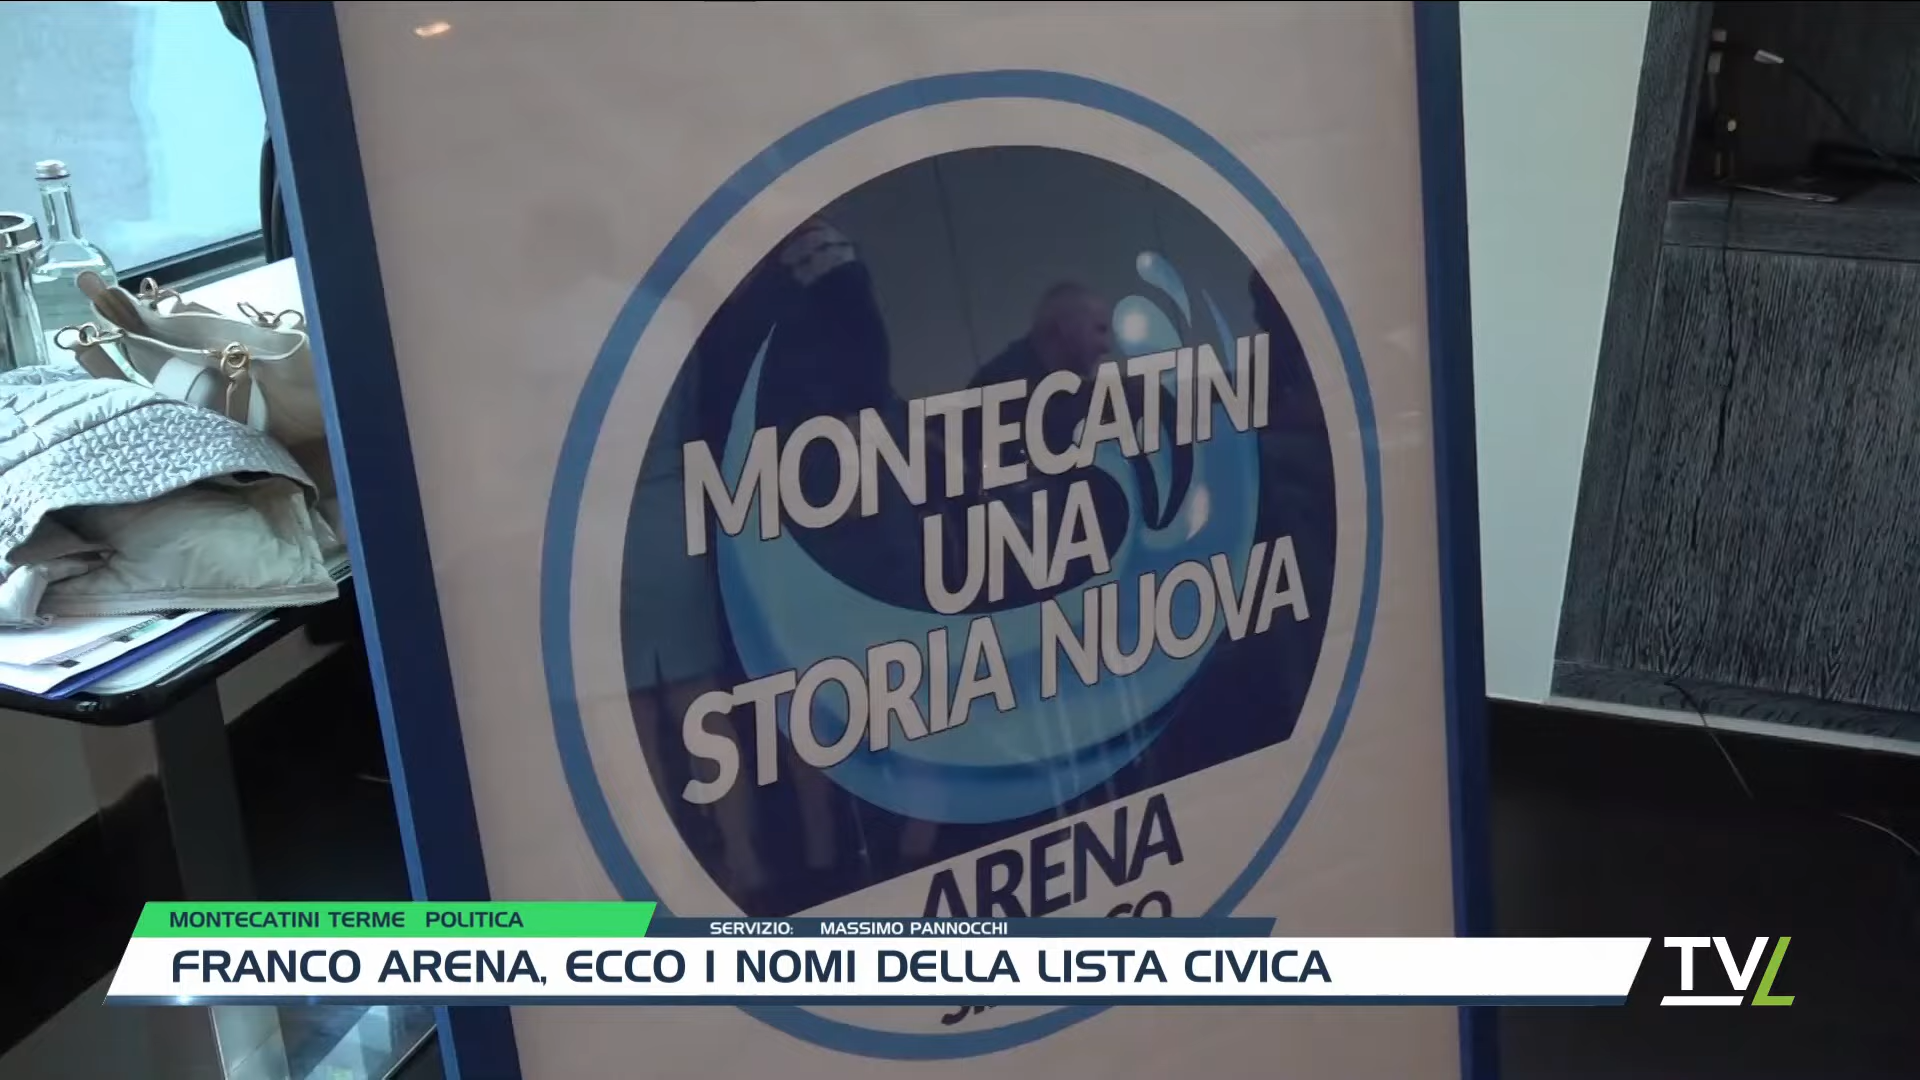 MONTECATINI
UNA
STORIA NUOVA
ARENA
MONTECATINI TERME POLITICA
SERVIZIO: MASSIMO PANNOCCHI
FRANCO ARENA, ECCO I NOMI DELLA LISTA CIVICA
TVL